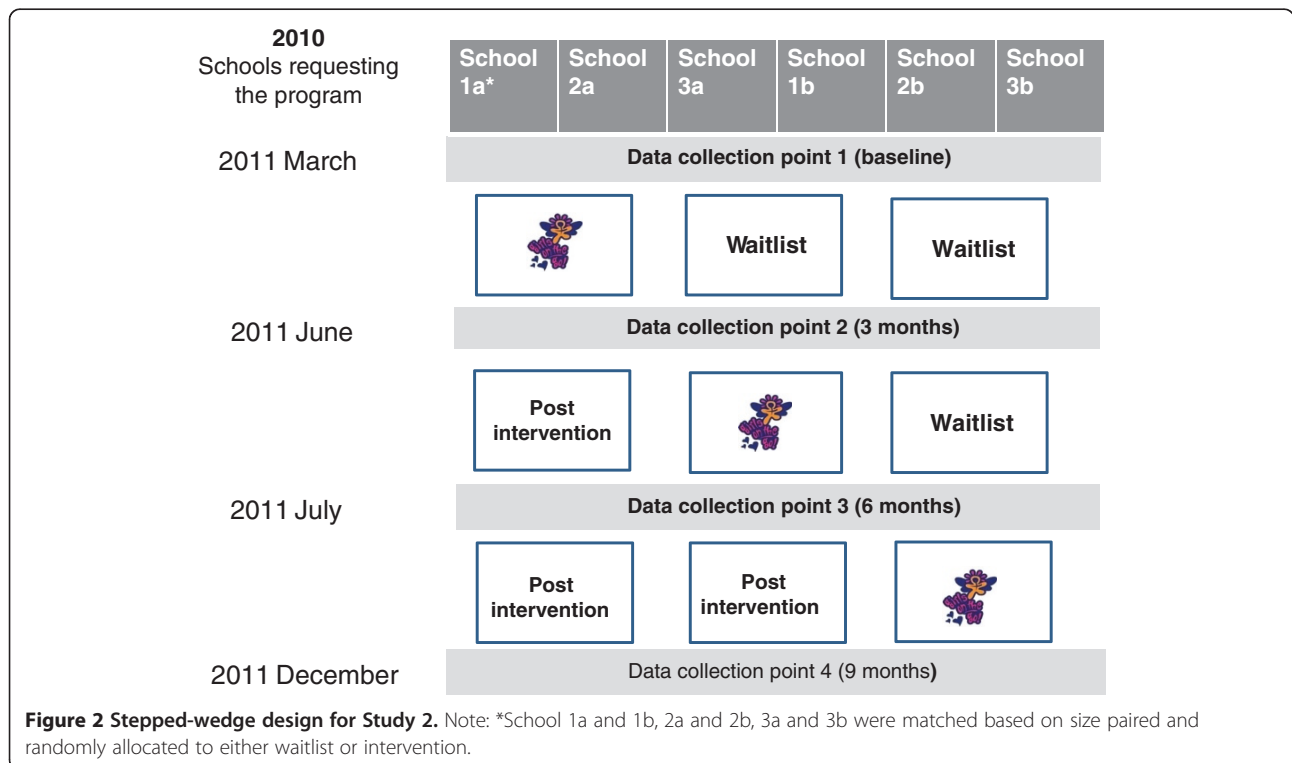 2010
Schools requesting
the program
School
1a*
School
2a
School
3a
School
1b
School
2b
School
3b
2011 March
Data collection point 1 (baseline)
Waitlist
Waitlist
2011 June
Data collection point 2 (3 months)
Post
intervention
Waitlist
2011 July
Data collection point 3 (6 months)
Post
intervention
Post
intervention
2011 December
Data collection point 4 (9 months)
Figure 2 Stepped-wedge design for Study 2. Note: *School 1a and 1b, 2a and 2b, 3a and 3b were matched based on size paired and
randomly allocated to either waitlist or intervention.